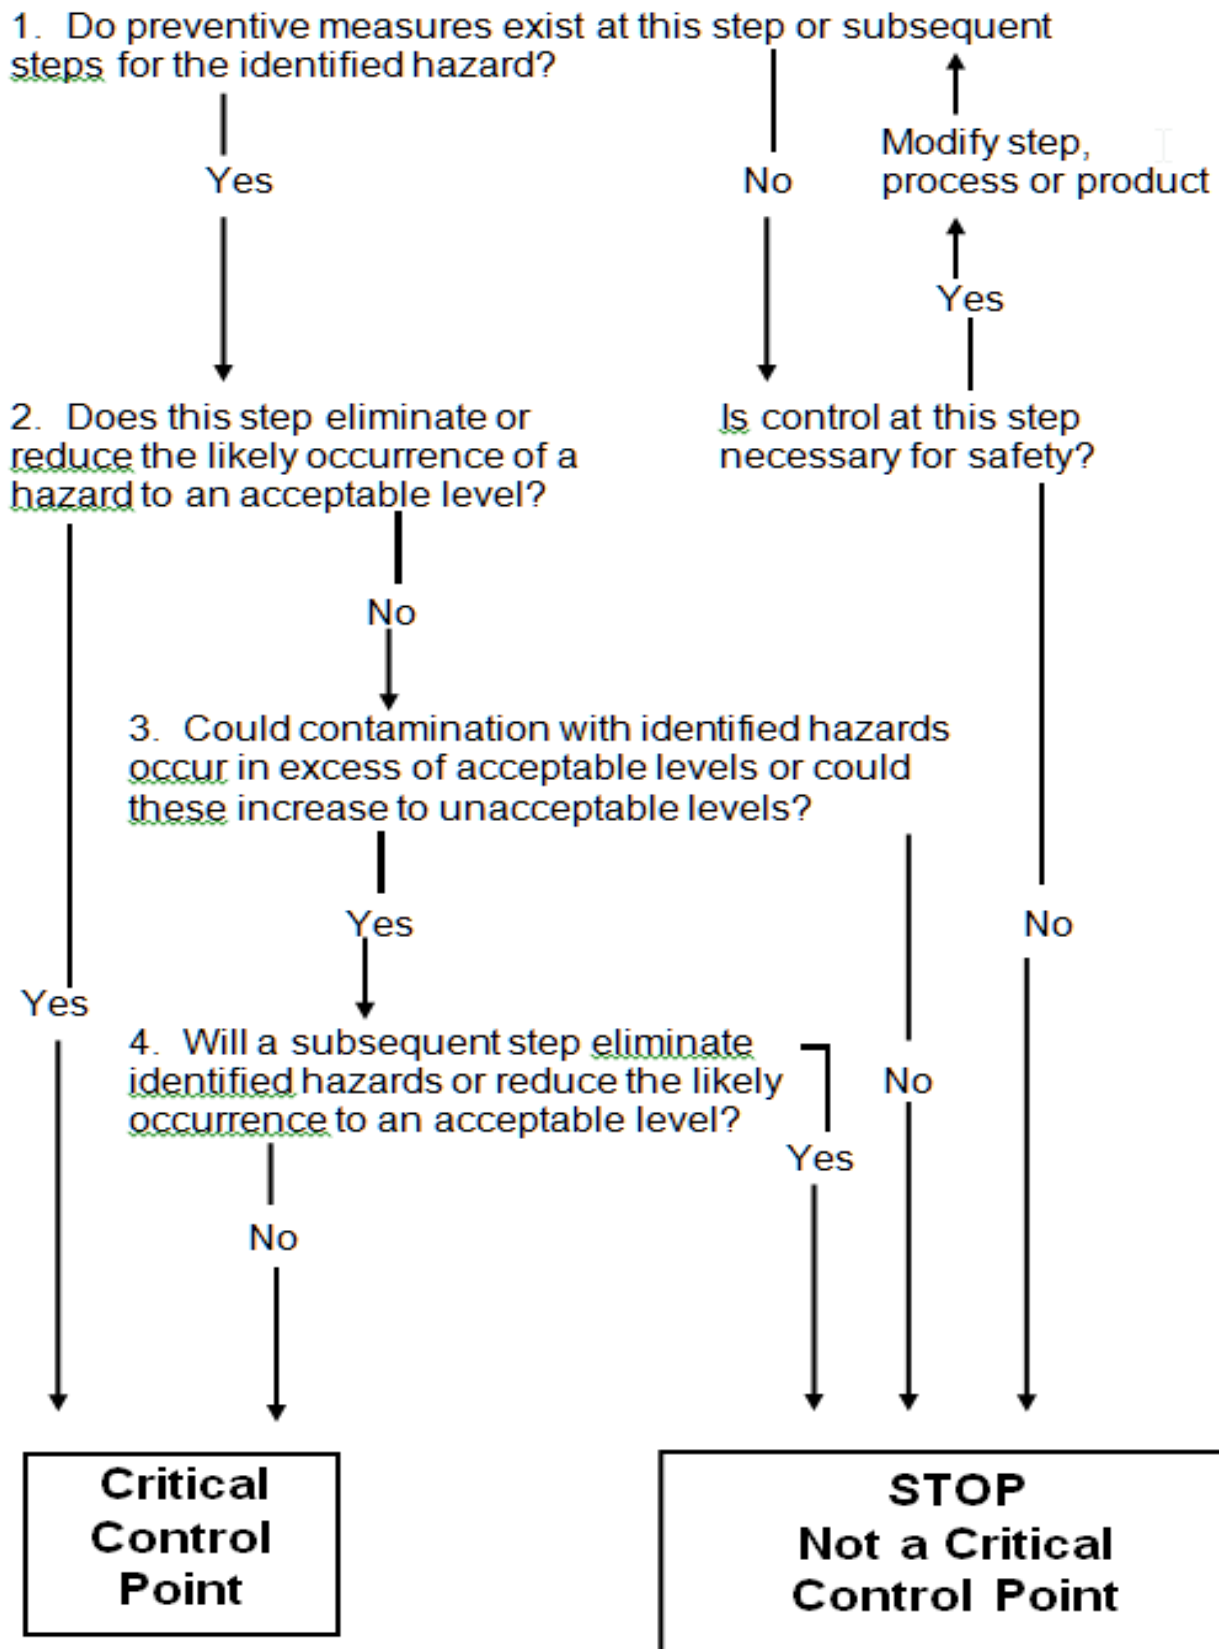 1. Do preventive measures exist at this step or subsequent
steps for the identified hazard?
Yes
No
Modify step,
process or product
Yes
2. Does this step eliminate or
reduce the likely occurrence of a
hazard to an acceptable level?
Is control at this step
necessary for safety?
No
3. Could contamination with identified hazards
occur in excess of acceptable levels or could
these increase to unacceptable levels?
Yes
No
Yes
4. Will a subsequent step eliminate
identified hazards or reduce the likely
occurrence to an acceptable level?
No
Yes
No
Critical
Control
Point
STOP
Not a Critical
Control Point